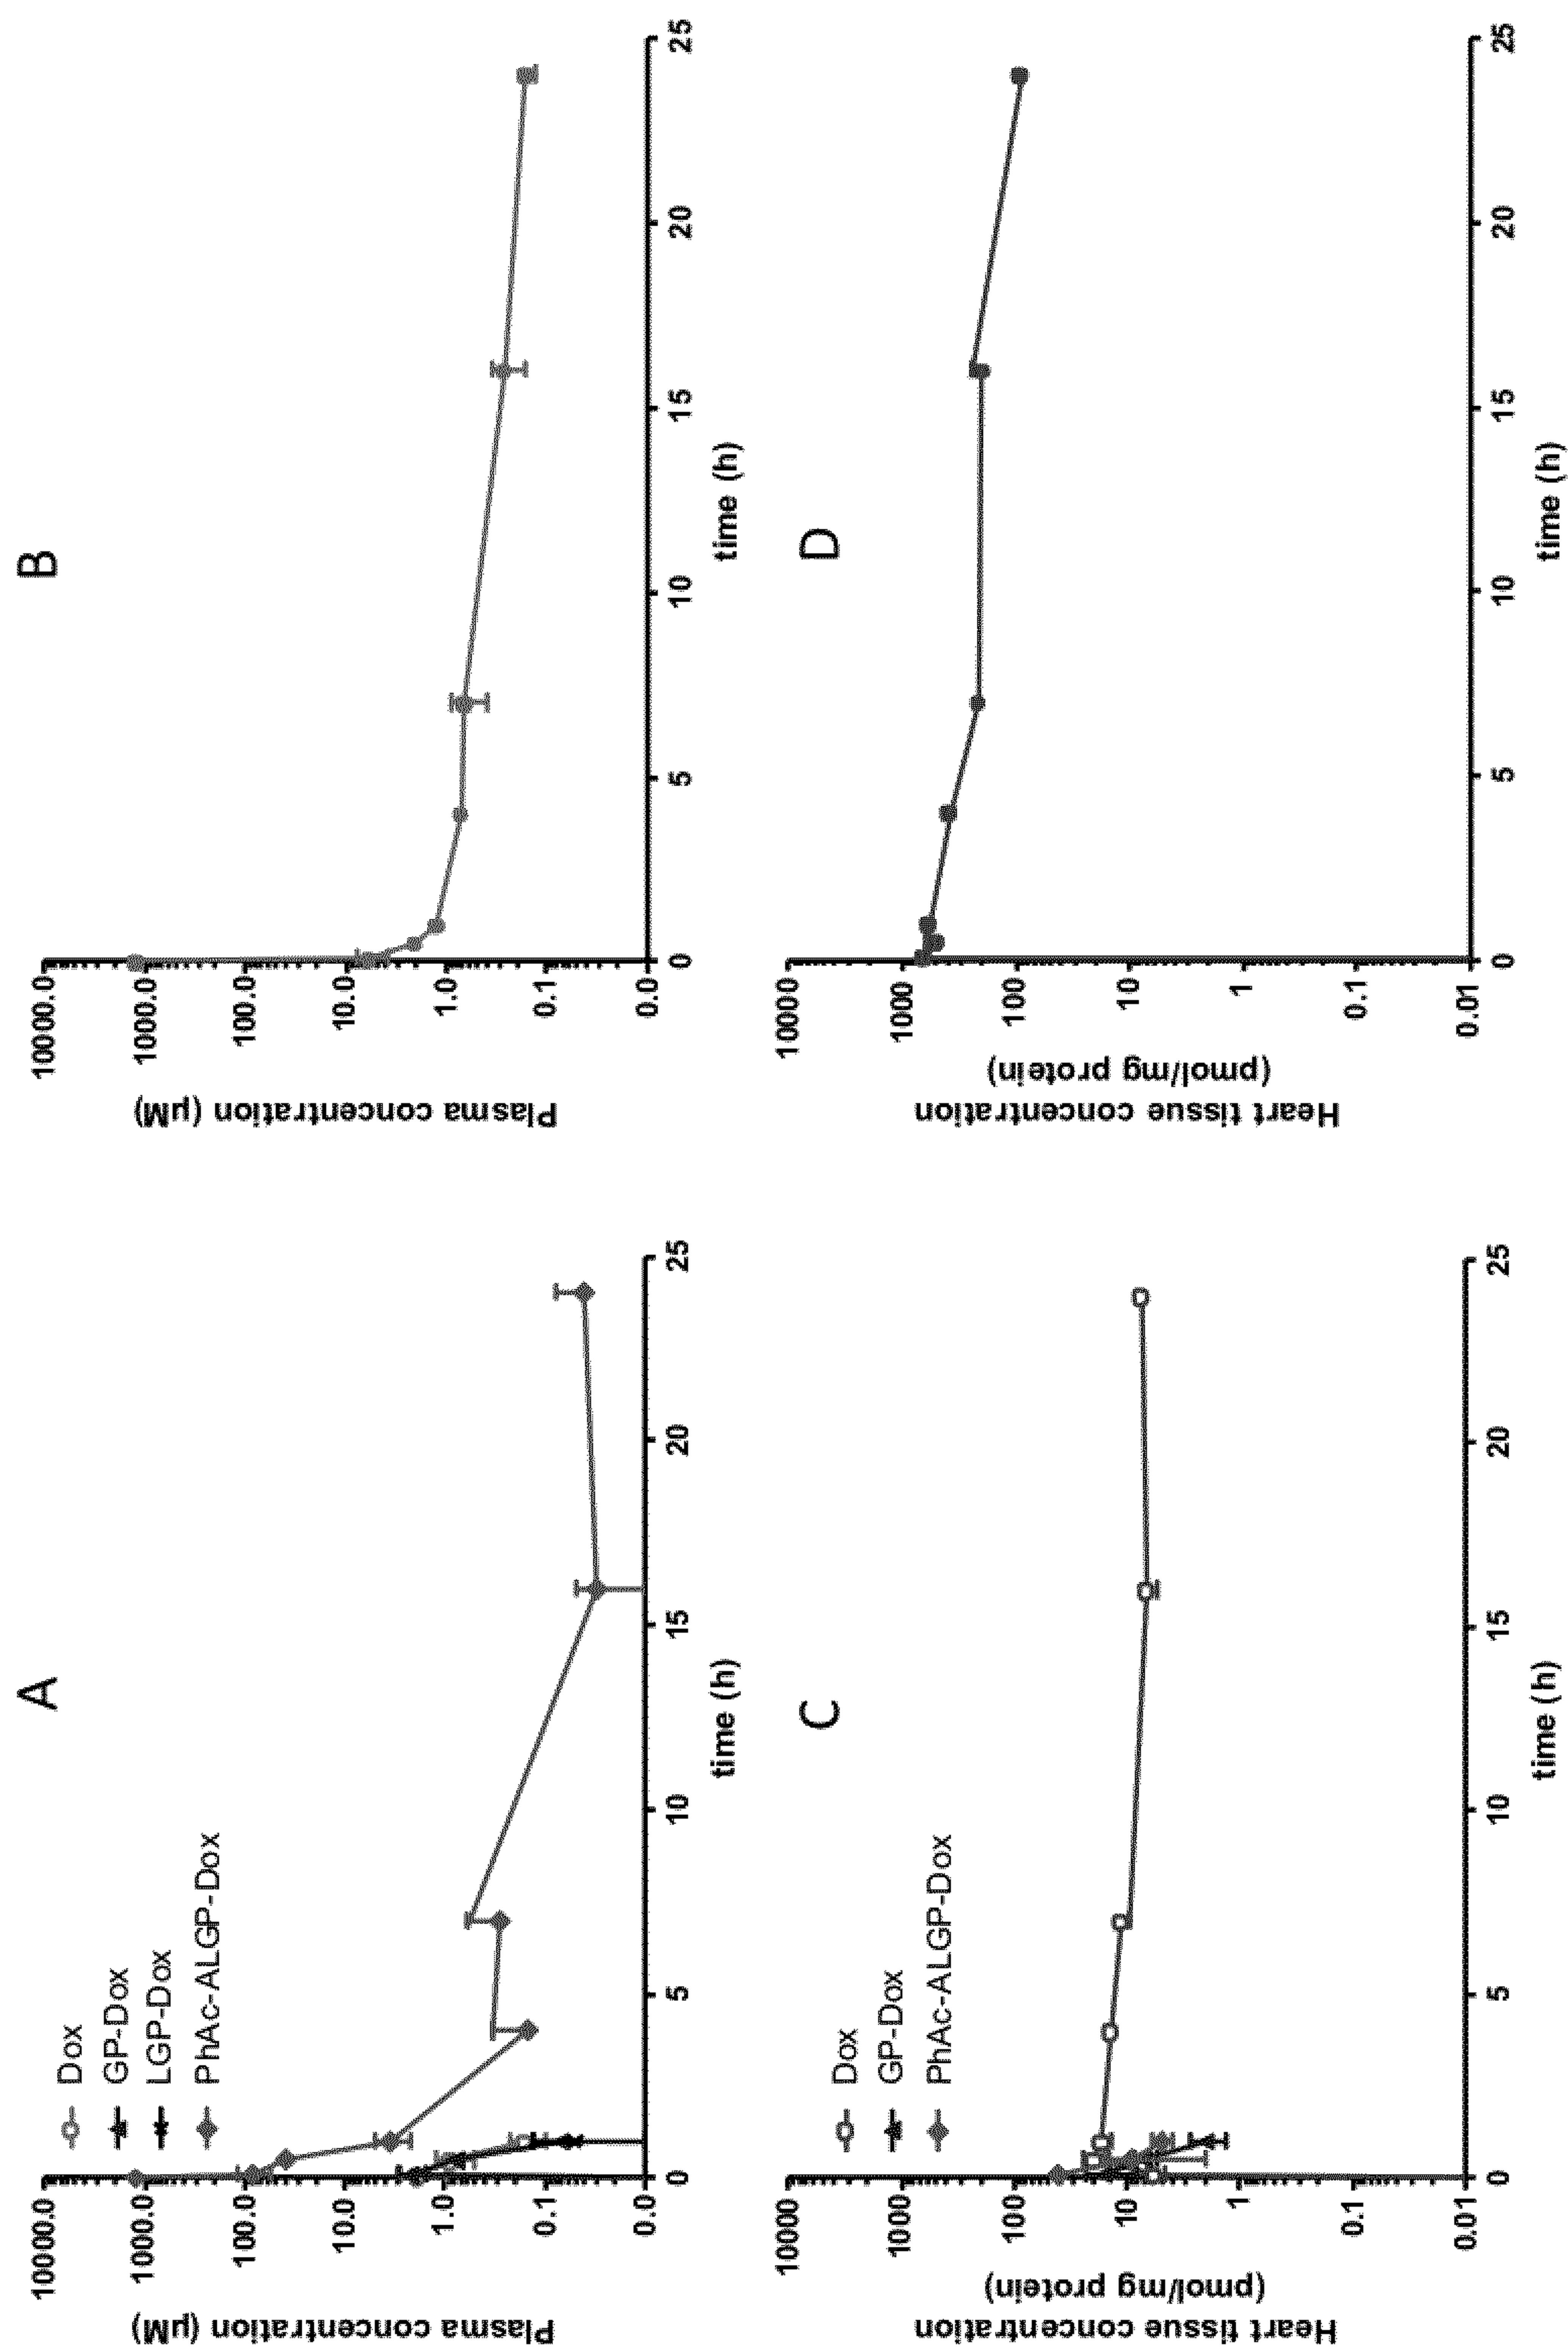 A
Plasma concentration (µM)
10000.0
1000.0
100.0
10.0
1.0
0.1
0.0
Dox
GP-Dox
LGP-Dox
PhAc-ALGP-Dox
0
5
10
15
20
25
time (h)
B
Plasma concentration (µM)
10000.0
1000.0
100.0
10.0
1.0
0.1
0.0
0
5
10
15
20
25
time (h)
C
Heart tissue concentration
(pmol/mg protein)
10000
1000
100
10
1
0.1
0.01
Dox
GP-Dox
PhAc-ALGP-Dox
0
5
10
15
20
25
time (h)
D
Heart tissue concentration
(pmol/mg protein)
10000
1000
100
10
1
0.1
0.01
0
5
10
15
20
25
time (h)